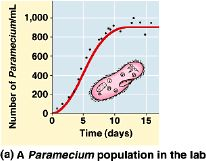 Number of Paramecium/mL
1,000
800
600
400
200
0
0 5 10 15
Time (days)
(a) A Paramecium population in the lab